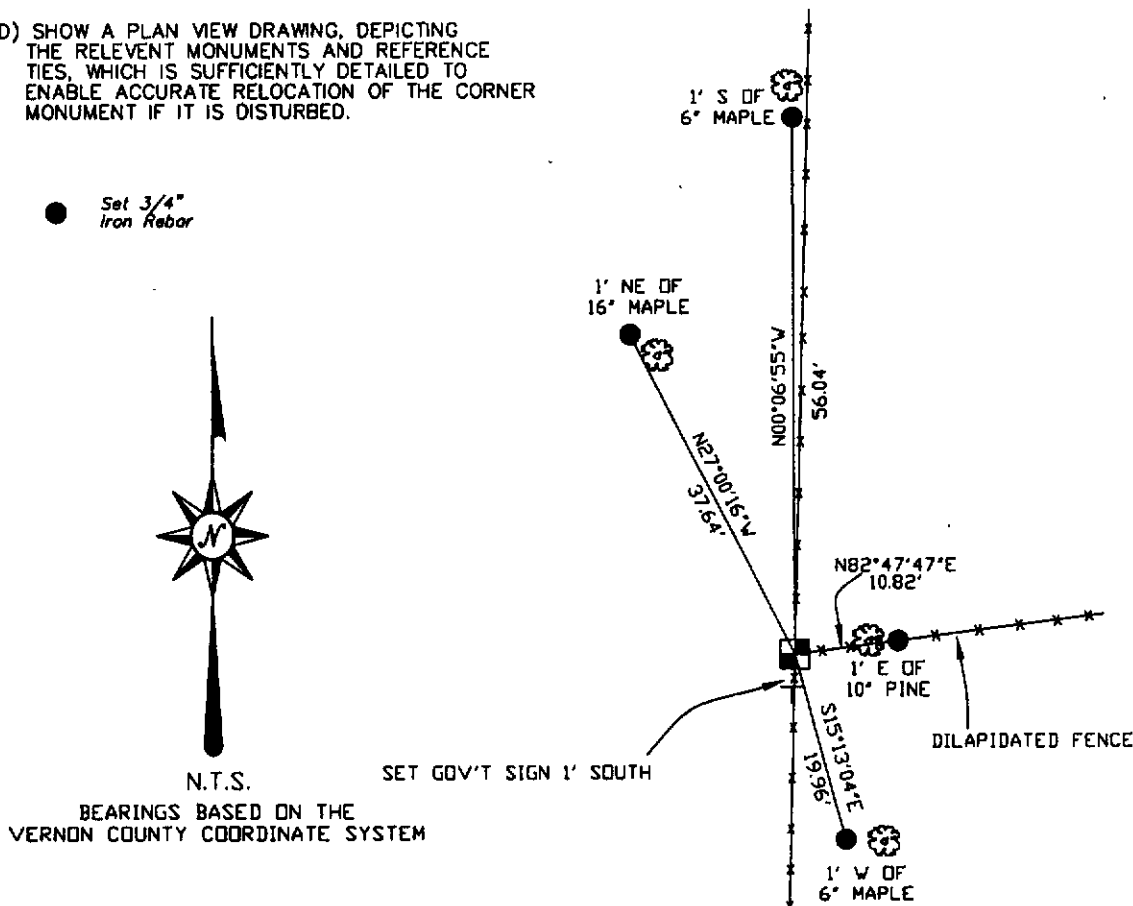 D) SHOW A PLAN VIEW DRAWING, DEPICTING
THE RELEVENT MONUMENTS AND REFERENCE
TIES, WHICH IS SUFFICIENTLY DETAILED TO
ENABLE ACCURATE RELOCATION OF THE CORNER
MONUMENT IF IT IS DISTURBED.
Set 3/4"
Iron Rebar
1' S OF
6" MAPLE
1' NE OF
16" MAPLE
N00°06'55"W
56.04'
N27°00'16"W
37.64'
N82°47'47"E
10.82'
1' E OF
10" PINE
DILAPIDATED FENCE
SET GOV'T SIGN 1' SOUTH
S15°13'04"E
19.96'
1' W OF
6" MAPLE
N
N.T.S.
BEARINGS BASED ON THE
VERNON COUNTY COORDINATE SYSTEM